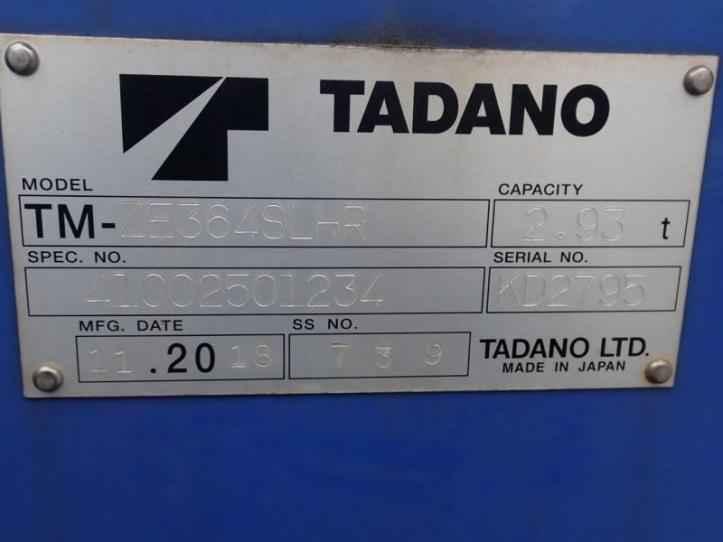 TADANO
MODEL
CAPACITY
TM-ZE364SLHR
2.93 t
SPEC. NO.
SERIAL NO.
41002501234
KD2795
MFG. DATE
SS NO.
11.2018
739
TADANO LTD.
MADE IN JAPAN